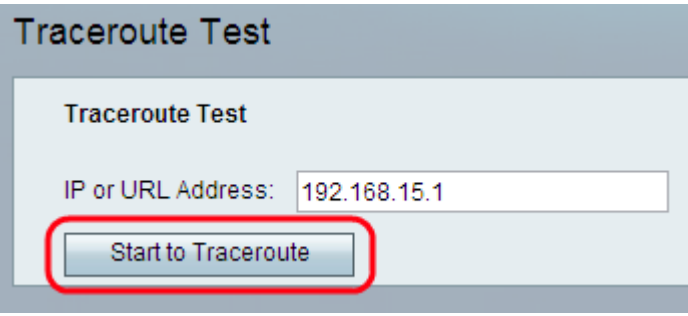 Traceroute Test
Traceroute Test
IP or URL Address: 192.168.15.1
Start to Traceroute